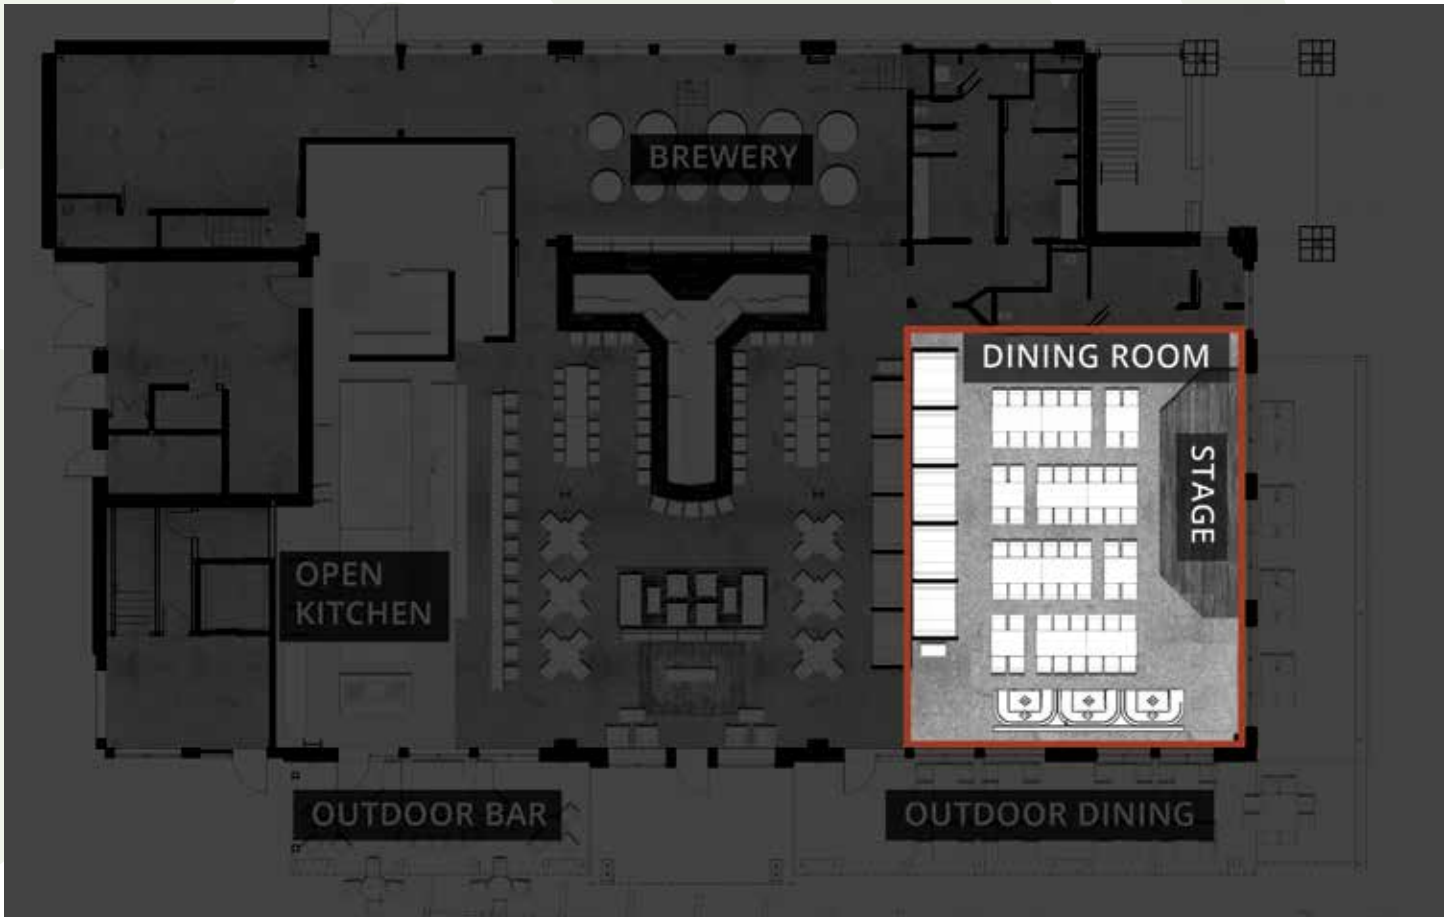 BREWERY
DINING ROOM
STAGE
OPEN
KITCHEN
OUTDOOR BAR
OUTDOOR DINING